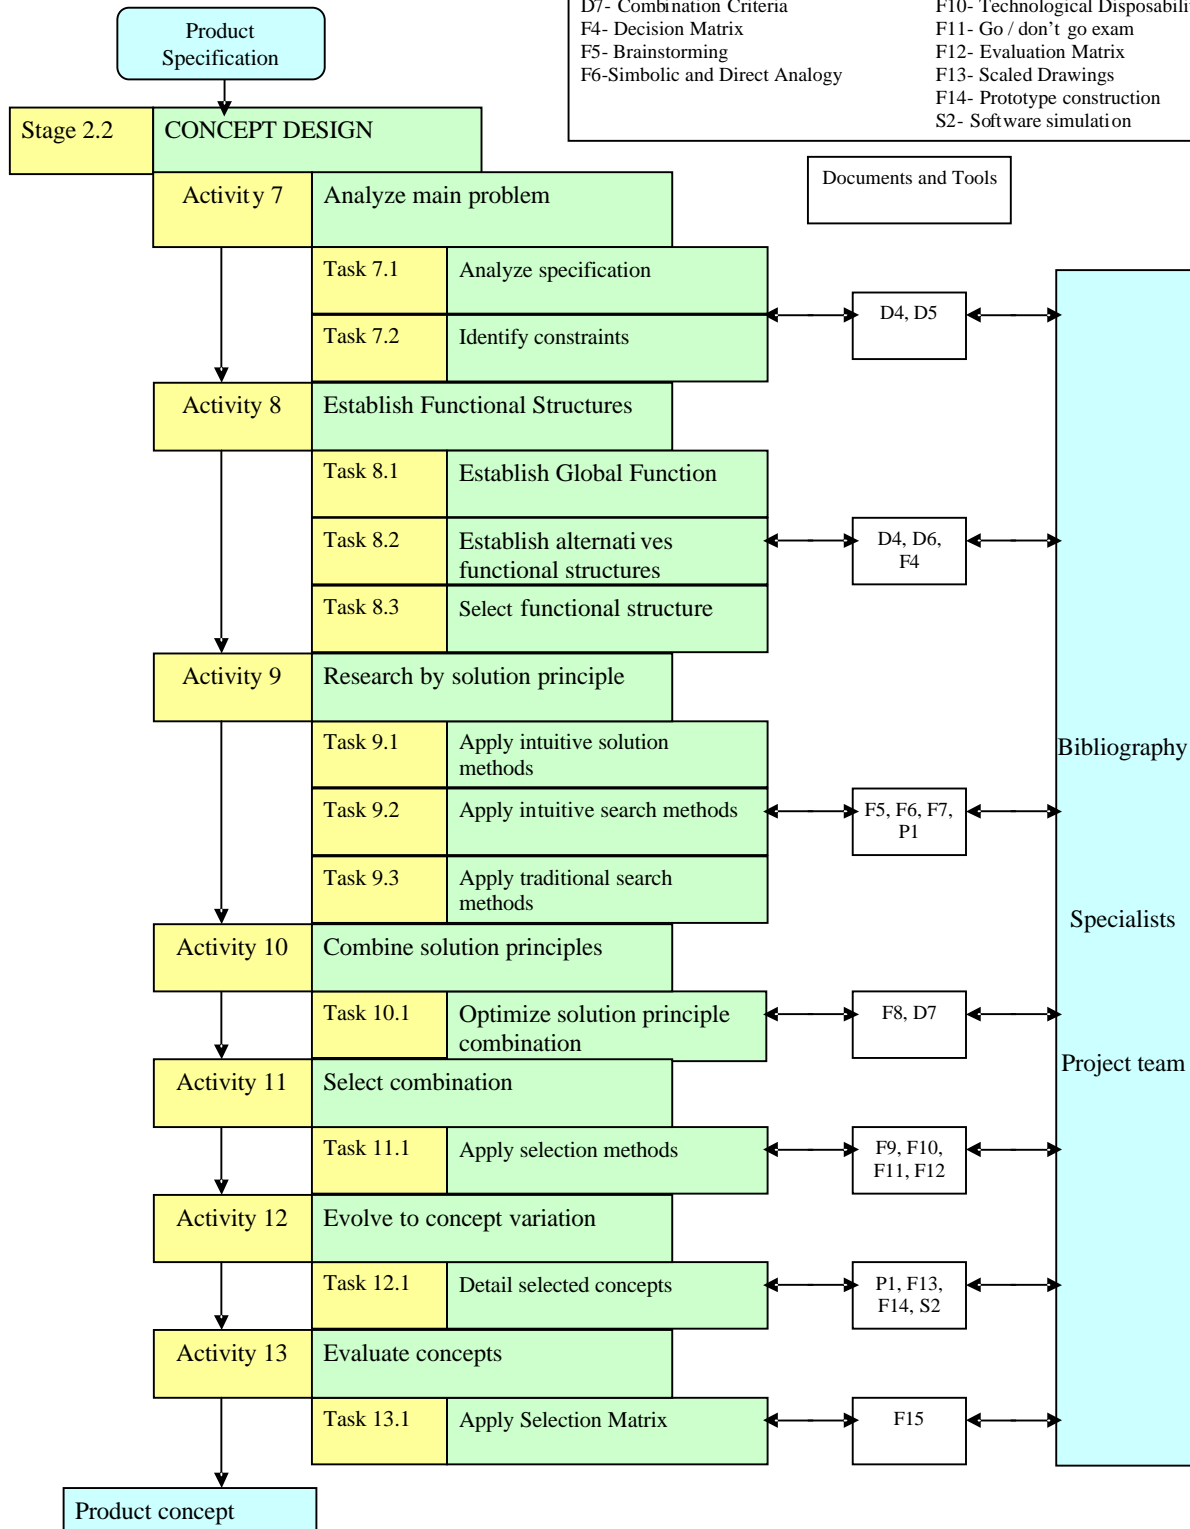 D7- Combination Criteria
F4- Decision Matrix
F5- Brainstorming
F6-Simbolic and Direct Analogy
F10- Technological Disposabili
F11- Go / don't go exam
F12- Evaluation Matrix
F13- Scaled Drawings
F14- Prototype construction
S2- Software simulation
Product
Specification
Stage 2.2
CONCEPT DESIGN
Documents and Tools
Activity 7
Analyze main problem
Task 7.1
Analyze specification
Task 7.2
Identify constraints
D4, D5
Activity 8
Establish Functional Structures
Task 8.1
Establish Global Function
Task 8.2
Establish alternatives
functional structures
Task 8.3
Select functional structure
D4, D6,
F4
Activity 9
Research by solution principle
Task 9.1
Apply intuitive solution
methods
Task 9.2
Apply intuitive search methods
Task 9.3
Apply traditional search
methods
F5, F6, F7,
P1
Activity 10
Combine solution principles
Task 10.1
Optimize solution principle
combination
F8, D7
Activity 11
Select combination
Task 11.1
Apply selection methods
F9, F10,
F11, F12
Activity 12
Evolve to concept variation
Task 12.1
Detail selected concepts
P1, F13,
F14, S2
Activity 13
Evaluate concepts
Task 13.1
Apply Selection Matrix
F15
Bibliography
Specialists
Project team
Product concept